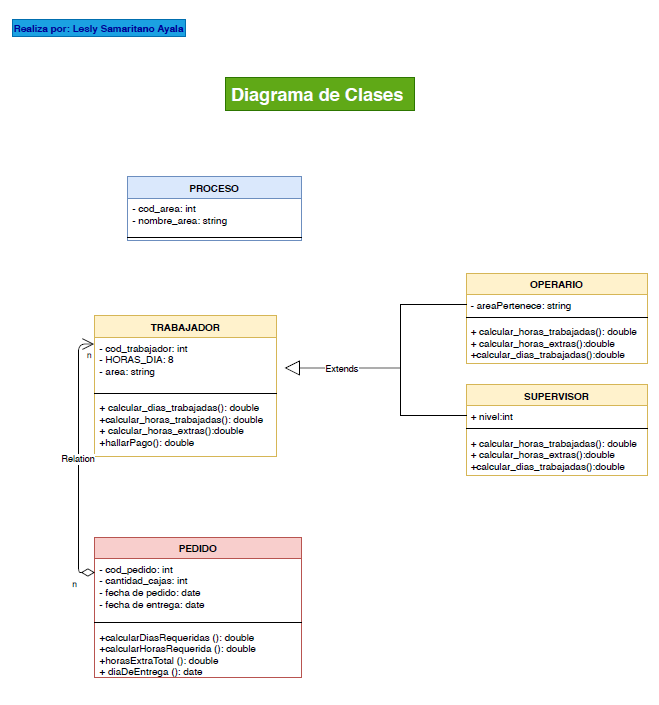 Realiza por: Lesly Samaritano Ayala
Diagrama de Clases
PROCESO
- cod_area: int
- nombre_area: string
TRABAJADOR
- cod_trabajador: int
- HORAS_DIA: 8
- area: string
+ calcular_dias_trabajadas(): double
+calcular_horas_trabajadas(): double
+ calcular_horas_extras():double
+hallarPago(): double
n
Extends
OPERARIO
- areaPertenece: string
+ calcular_horas_trabajadas(): double
+ calcular_horas_extras():double
+calcular_dias_trabajadas():double
SUPERVISOR
+ nivel:int
+ calcular_horas_trabajadas(): double
+ calcular_horas_extras():double
+calcular_dias_trabajadas():double
Relation
n
PEDIDO
- cod_pedido: int
- cantidad_cajas: int
- fecha de pedido: date
- fecha de entrega: date
+calcularDiasRequeridas (): double
+calcularHorasRequerida (): double
+horasExtraTotal (): double
+ diaDeEntrega (): date